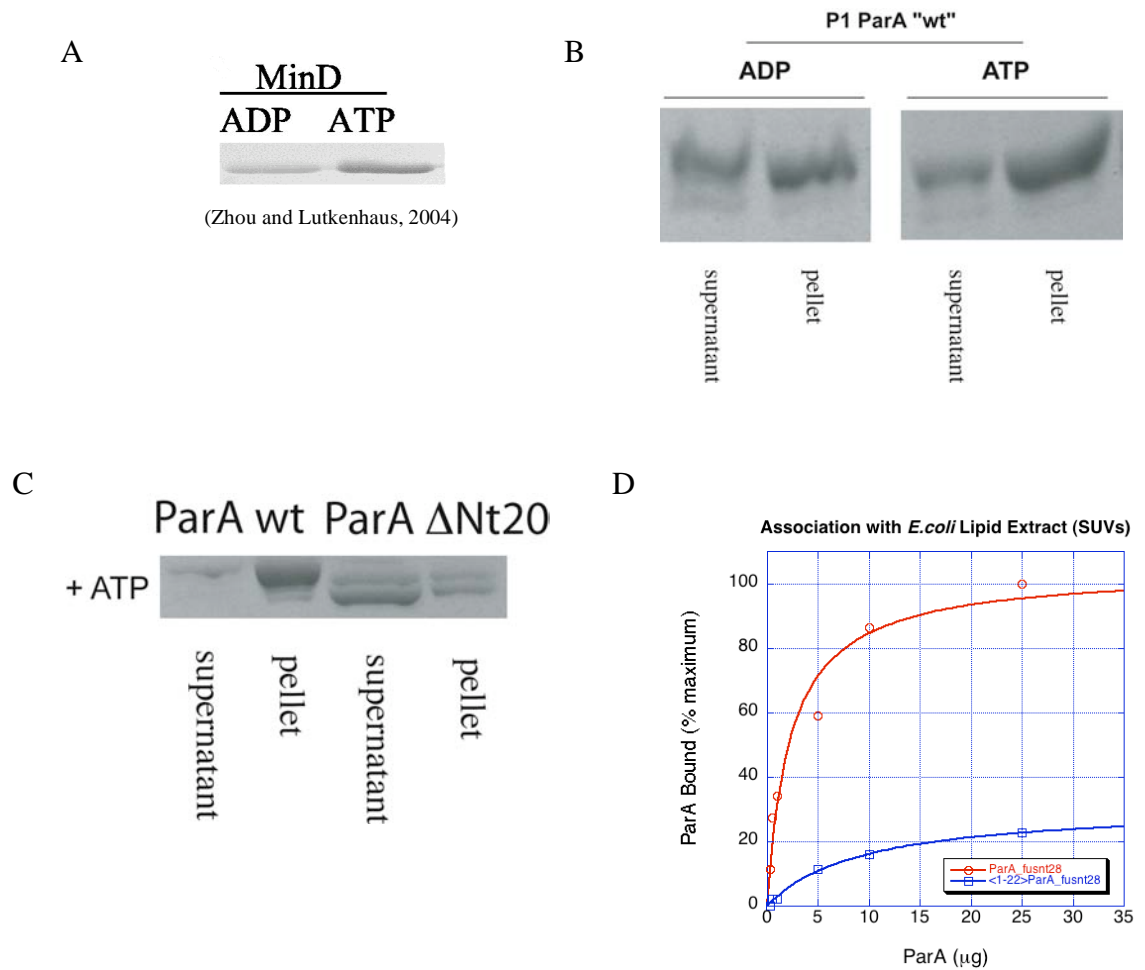 A
MinD
ADP ATP
(Zhou and Lutkenhaus, 2004)
B
P1 ParA "wt"
ADP ATP
supernatant pellet supernatant pellet
C
ParA wt ParA ΔNt20
+ ATP
supernatant pellet supernatant pellet
D
Association with E.coli Lipid Extract (SUVs)
ParA Bound (% maximum)
100
80
60
40
20
0
ParA_fusnt28
<1-22>ParA_fusnt28
0 5 10 15 20 25 30 35
ParA (μg)